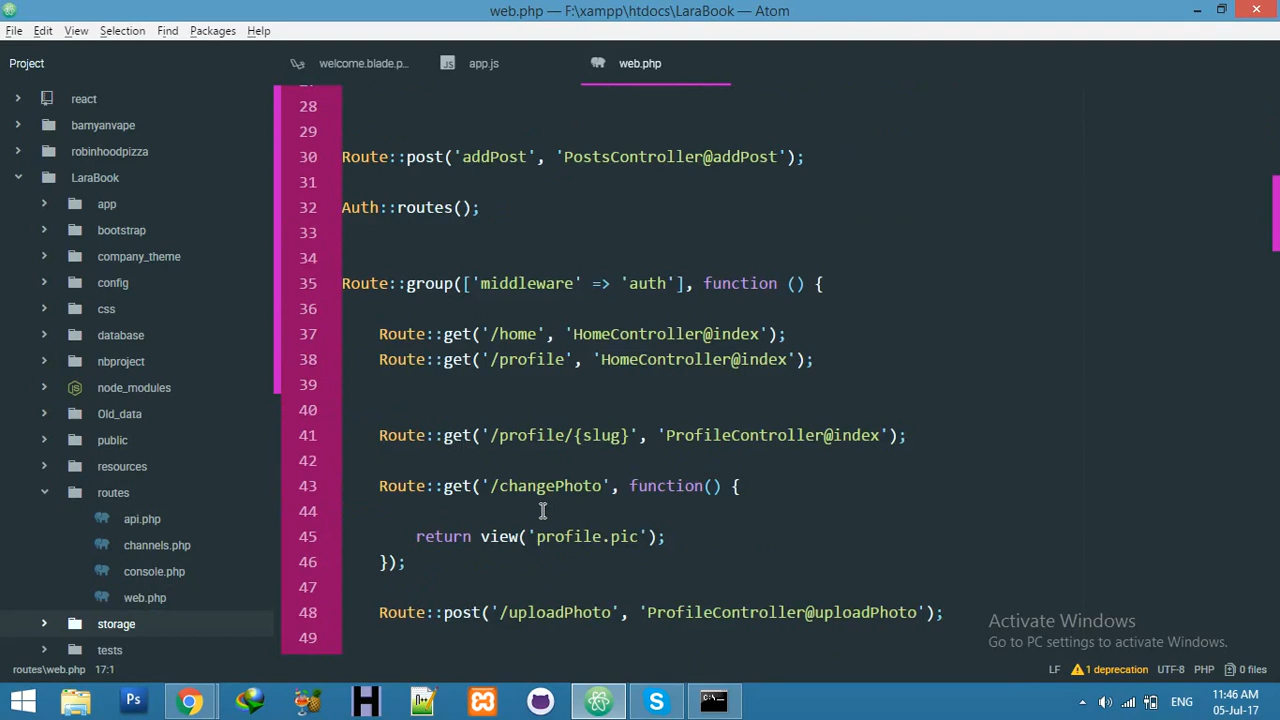 web.php — F:\xampp\htdocs\LaraBook — Atom
File Edit View Selection Find Packages Help
Project
welcome.blade.p...
JS app.js
web.php
react
bamyanvape
robinhoodpizza
LaraBook
app
bootstrap
company_theme
config
css
database
nbproject
node_modules
Old_data
public
resources
routes
api.php
channels.php
console.php
web.php
storage
tests
28
29
30 Route::post('addPost', 'PostsController@addPost');
31
32 Auth::routes();
33
34
35 Route::group(['middleware' => 'auth'], function () {
36
37 Route::get('/home', 'HomeController@index');
38 Route::get('/profile', 'HomeController@index');
39
40
41 Route::get('/profile/{slug}', 'ProfileController@index');
42
43 Route::get('/changePhoto', function() {
44
45 return view('profile.pic');
46 });
47
48 Route::post('/uploadPhoto', 'ProfileController@uploadPhoto');
49
Activate Windows
Go to PC settings to activate Windows.
routes\web.php 17:1
LF 1 deprecation UTF-8 PHP 0 files
Ps
ENG
11:46 AM
05-Jul-17